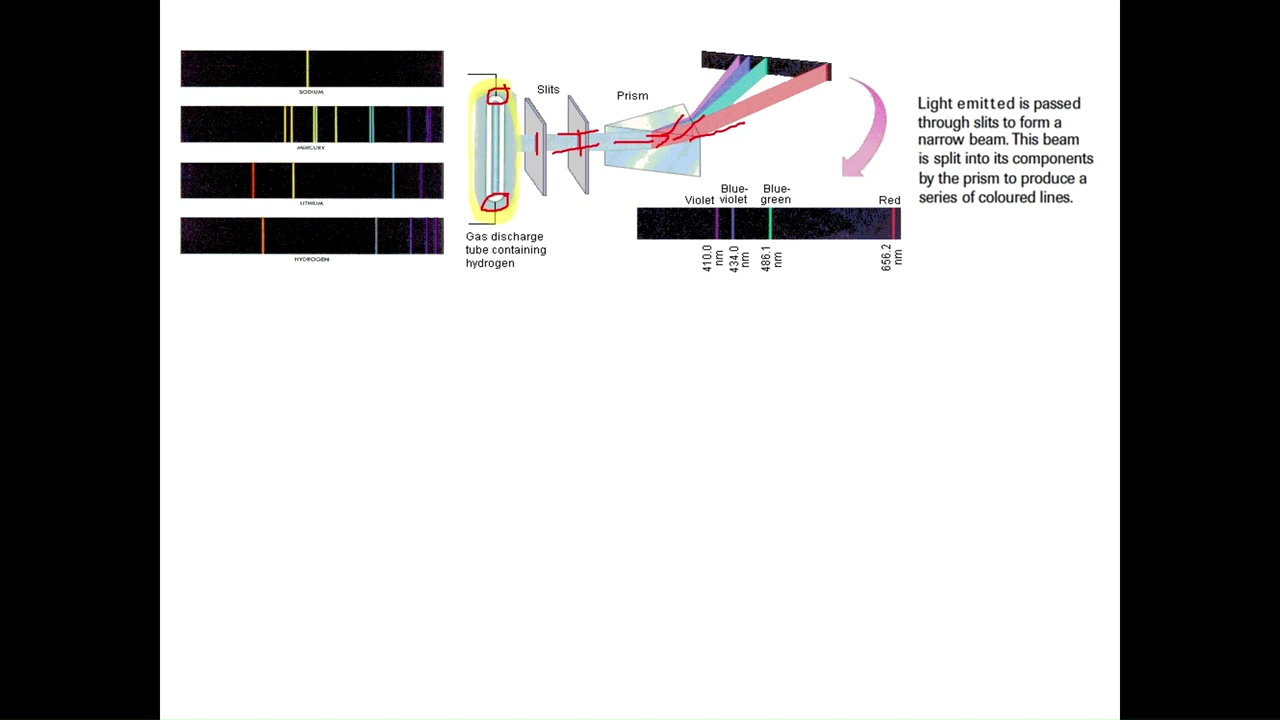 SODIUM
MERCURY
LITHIUM
HYDROGEN
Slits
Prism
Gas discharge
tube containing
hydrogen
Violet
Blue-
violet
Blue-
green
Red
410.0
nm
434.0
nm
486.1
nm
656.2
nm
Light emitted is passed
through slits to form a
narrow beam. This beam
is split into its components
by the prism to produce a
series of coloured lines.